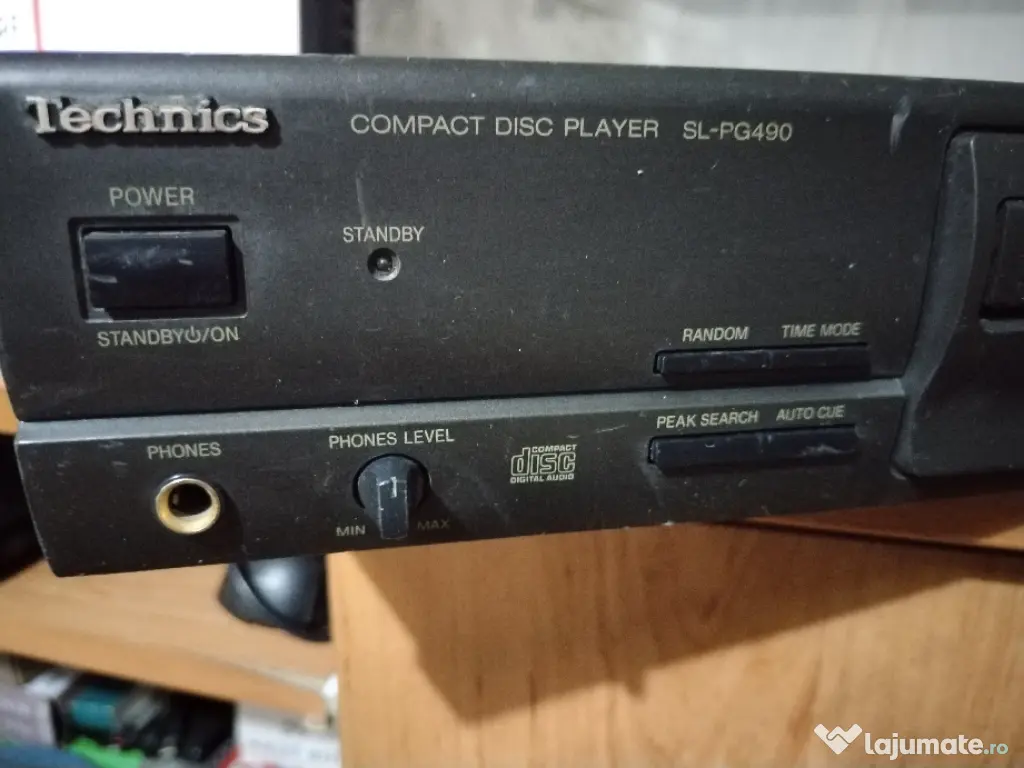 Technics
COMPACT DISC PLAYER SL-PG490
POWER
STANDBY
STANDBY⏻/ON
RANDOM TIME MODE
PEAK SEARCH AUTO CUE
PHONES
PHONES LEVEL
MIN MAX
COMPACT
disc
DIGITAL AUDIO
lajumate.ro